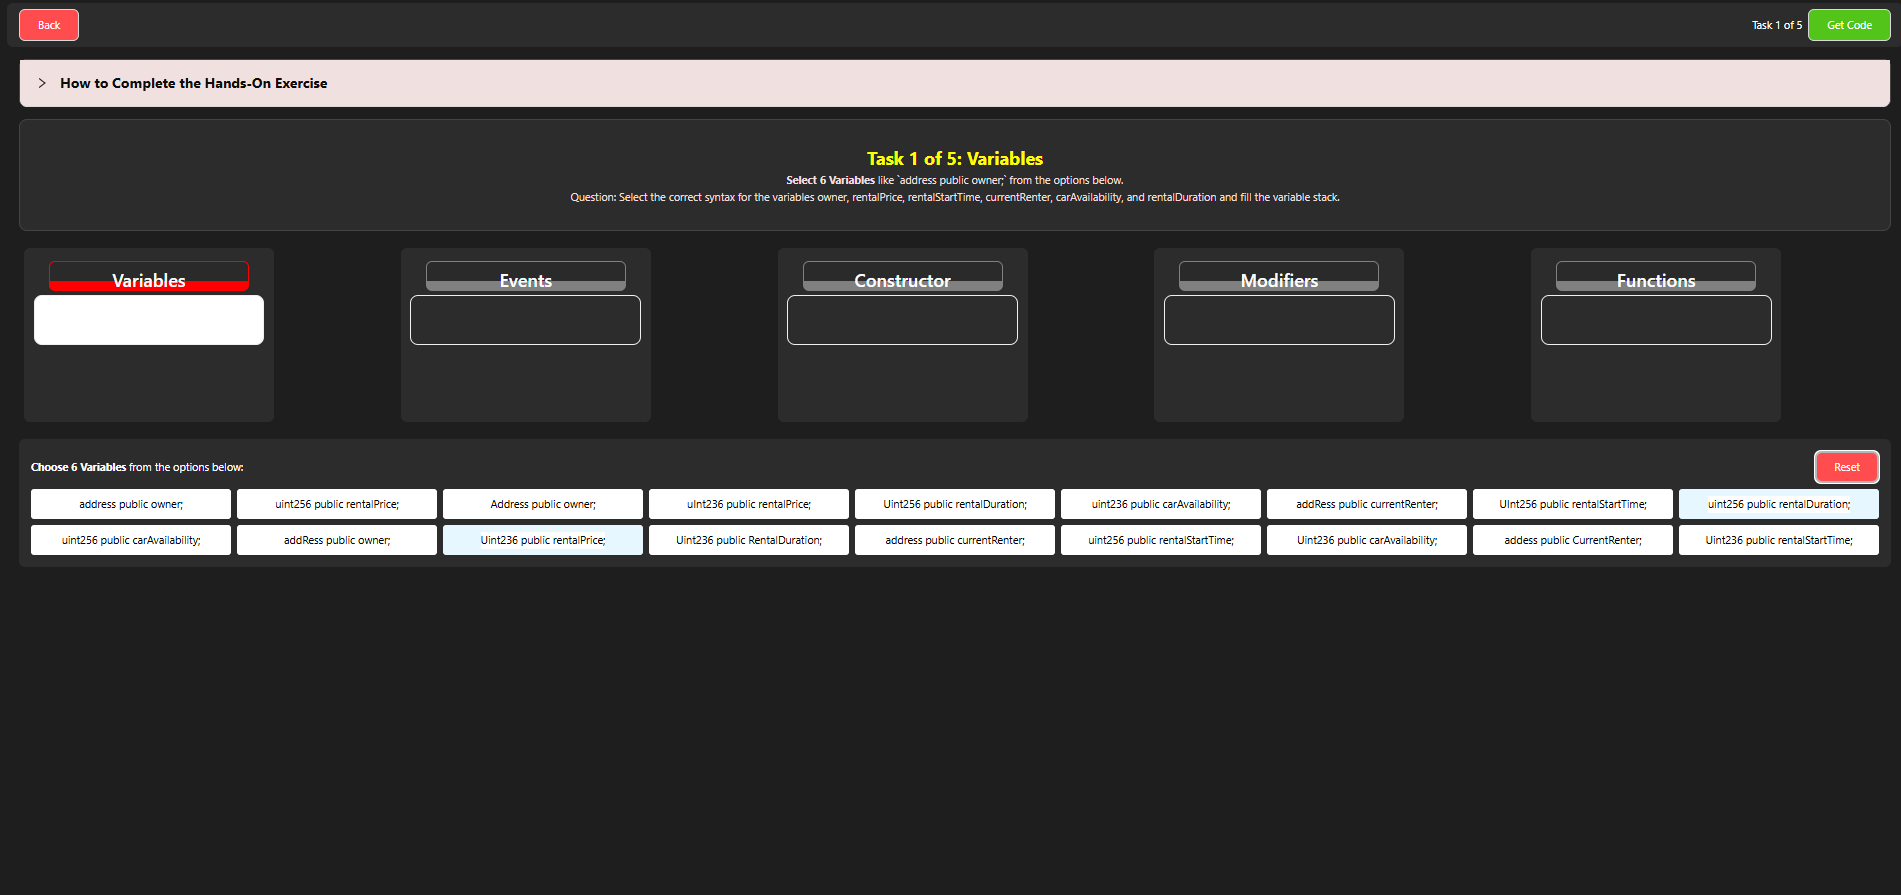 Back
Task 1 of 5
Get Code
How to Complete the Hands-On Exercise
Task 1 of 5: Variables
Select 6 Variables like `address public owner;` from the options below.
Question: Select the correct syntax for the variables owner, rentalPrice, rentalStartTime, currentRenter, carAvailability, and rentalDuration and fill the variable stack.
Variables
Events
Constructor
Modifiers
Functions
Choose 6 Variables from the options below:
Reset
address public owner;
uint256 public rentalPrice;
Address public owner;
uInt236 public rentalPrice;
Uint256 public rentalDuration;
uint236 public carAvailability;
addRess public currentRenter;
UInt256 public rentalStartTime;
uint256 public rentalDuration;
uint256 public carAvailability;
addRess public owner;
Uint236 public rentalPrice;
Uint236 public RentalDuration;
address public currentRenter;
uint256 public rentalStartTime;
Uint236 public carAvailability;
addess public CurrentRenter;
Uint236 public rentalStartTime;